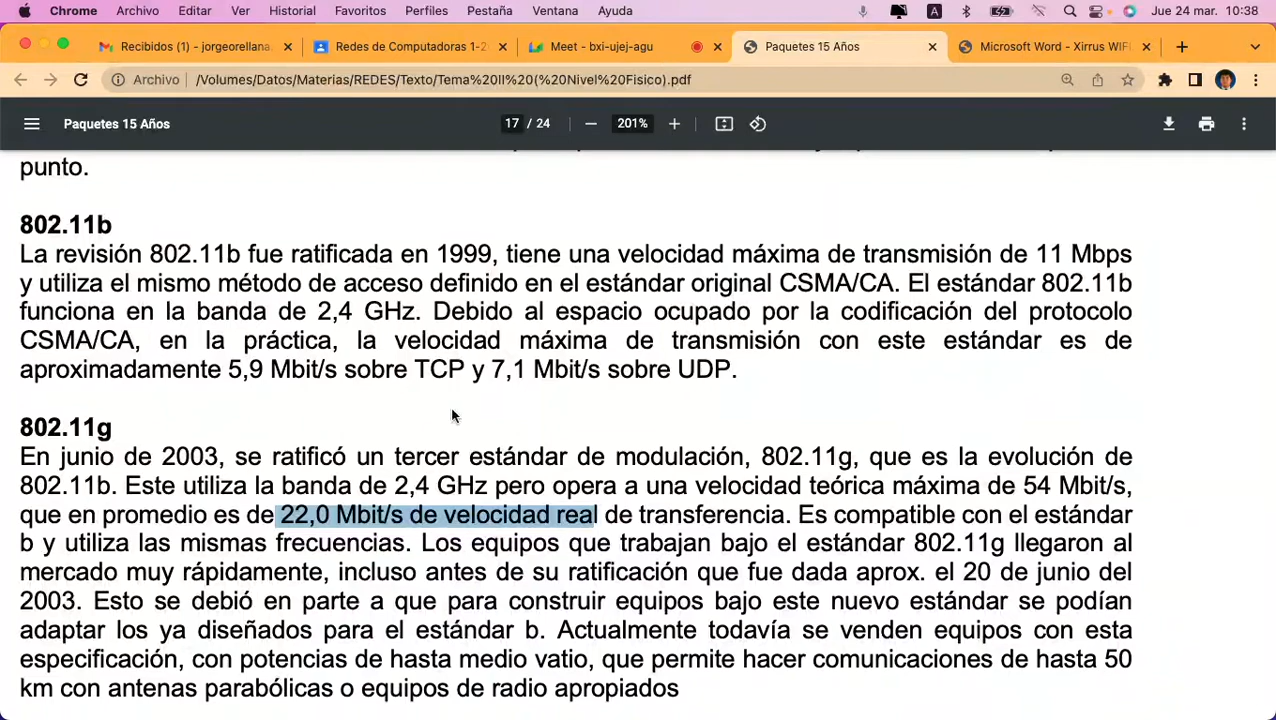 Chrome Archivo Editar Ver Historial Favoritos Perfiles Pestaña Ventana Ayuda A Jue 24 mar. 10:38
Recibidos (1) - jorgeorellana. Redes de Computadoras 1-2 Meet - bxi-ujej-agu Paquetes 15 Años Microsoft Word - Xirrus WIFI
Archivo /Volumes/Datos/Materias/REDES/Texto/Tema%20II%20(%20Nivel%20Fisico).pdf
Paquetes 15 Años 17 / 24 201%
punto.
802.11b
La revisión 802.11b fue ratificada en 1999, tiene una velocidad máxima de transmisión de 11 Mbps
y utiliza el mismo método de acceso definido en el estándar original CSMA/CA. El estándar 802.11b
funciona en la banda de 2,4 GHz. Debido al espacio ocupado por la codificación del protocolo
CSMA/CA, en la práctica, la velocidad máxima de transmisión con este estándar es de
aproximadamente 5,9 Mbit/s sobre TCP y 7,1 Mbit/s sobre UDP.
802.11g
En junio de 2003, se ratificó un tercer estándar de modulación, 802.11g, que es la evolución de
802.11b. Este utiliza la banda de 2,4 GHz pero opera a una velocidad teórica máxima de 54 Mbit/s,
que en promedio es de 22,0 Mbit/s de velocidad real de transferencia. Es compatible con el estándar
b y utiliza las mismas frecuencias. Los equipos que trabajan bajo el estándar 802.11g llegaron al
mercado muy rápidamente, incluso antes de su ratificación que fue dada aprox. el 20 de junio del
2003. Esto se debió en parte a que para construir equipos bajo este nuevo estándar se podían
adaptar los ya diseñados para el estándar b. Actualmente todavía se venden equipos con esta
especificación, con potencias de hasta medio vatio, que permite hacer comunicaciones de hasta 50
km con antenas parabólicas o equipos de radio apropiados